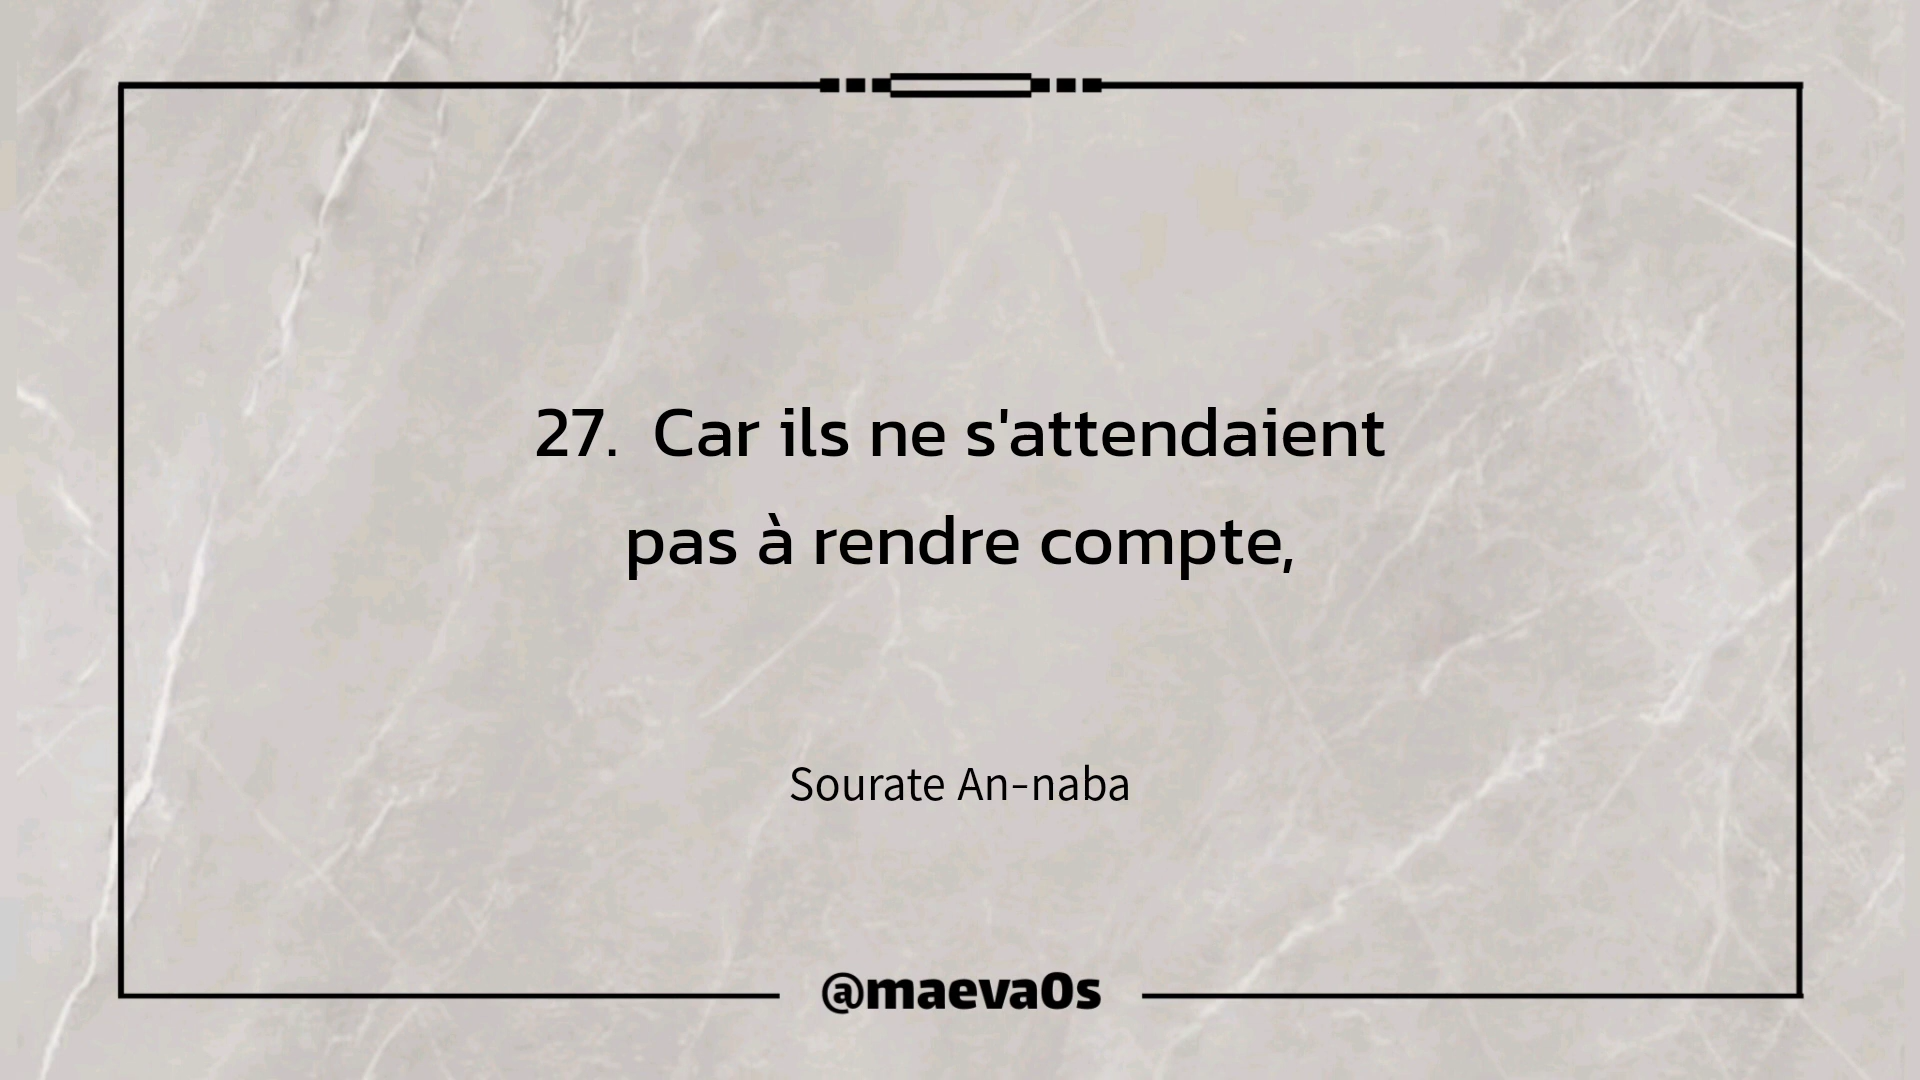 27.  Car ils ne s'attendaient
pas à rendre compte,
Sourate An-naba
@maeva0s